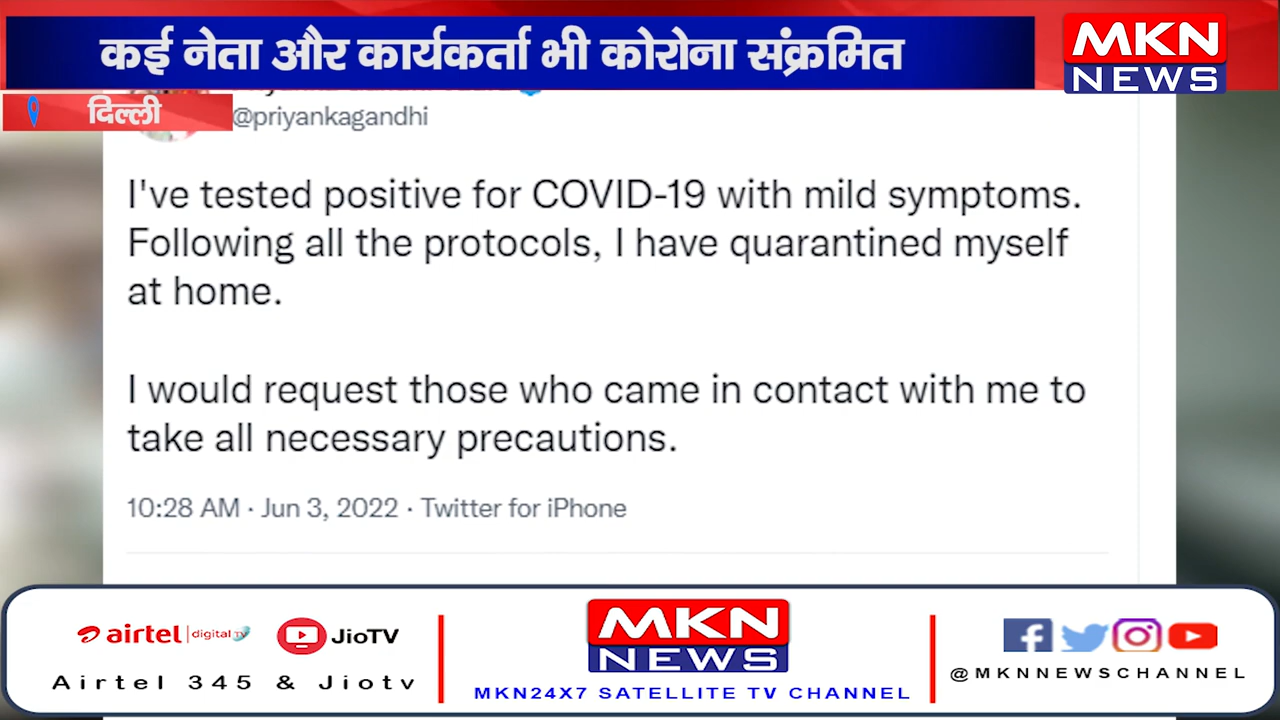 कई नेता और कार्यकर्ता भी कोरोना संक्रमित
MKN
NEWS
दिल्ली
@priyankagandhi
I've tested positive for COVID-19 with mild symptoms.
Following all the protocols, I have quarantined myself
at home.
I would request those who came in contact with me to
take all necessary precautions.
10:28 AM · Jun 3, 2022 · Twitter for iPhone
airtel digital TV
JioTV
Airtel 345 & Jiotv
MKN
NEWS
MKN24X7 SATELLITE TV CHANNEL
@MKNNEWSCHANNEL